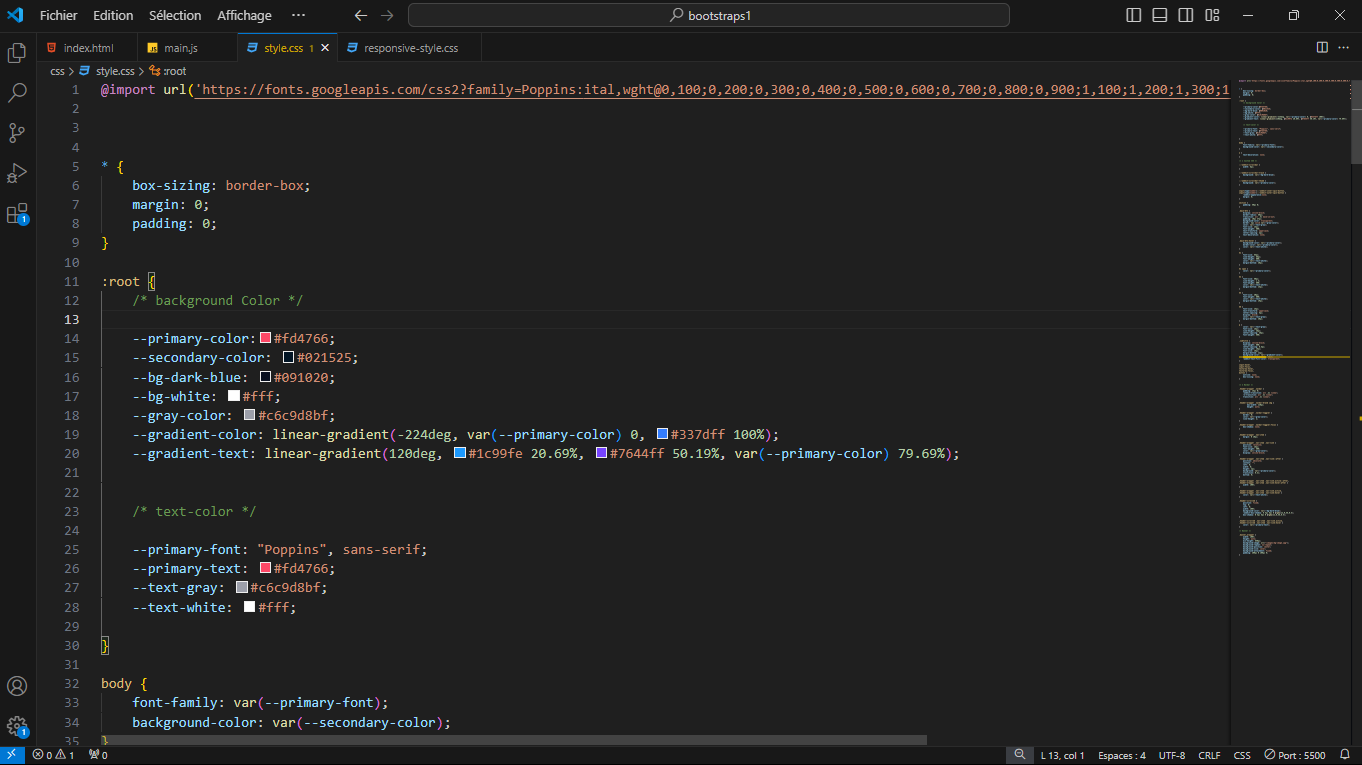 Fichier Edition Sélection Affichage ··· bootstraps1
index.html main.js style.css 1 responsive-style.css
css > style.css > :root
1 @import url('https://fonts.googleapis.com/css2?family=Poppins:ital,wght@0,100;0,200;0,300;0,400;0,500;0,600;0,700;0,800;0,900;1,100;1,200;1,300;1
2
3
4
5 * {
6 box-sizing: border-box;
7 margin: 0;
8 padding: 0;
9 }
10
11 :root {
12 /* background Color */
13
14 --primary-color: #fd4766;
15 --secondary-color: #021525;
16 --bg-dark-blue: #091020;
17 --bg-white: #fff;
18 --gray-color: #c6c9d8bf;
19 --gradient-color: linear-gradient(-224deg, var(--primary-color) 0, #337dff 100%);
20 --gradient-text: linear-gradient(120deg, #1c99fe 20.69%, #7644ff 50.19%, var(--primary-color) 79.69%);
21
22
23 /* text-color */
24
25 --primary-font: "Poppins", sans-serif;
26 --primary-text: #fd4766;
27 --text-gray: #c6c9d8bf;
28 --text-white: #fff;
29
30 }
31
32 body {
33 font-family: var(--primary-font);
34 background-color: var(--secondary-color);
35 }
1
1
0 1 0 L 13, col 1 Espaces : 4 UTF-8 CRLF CSS Port : 5500